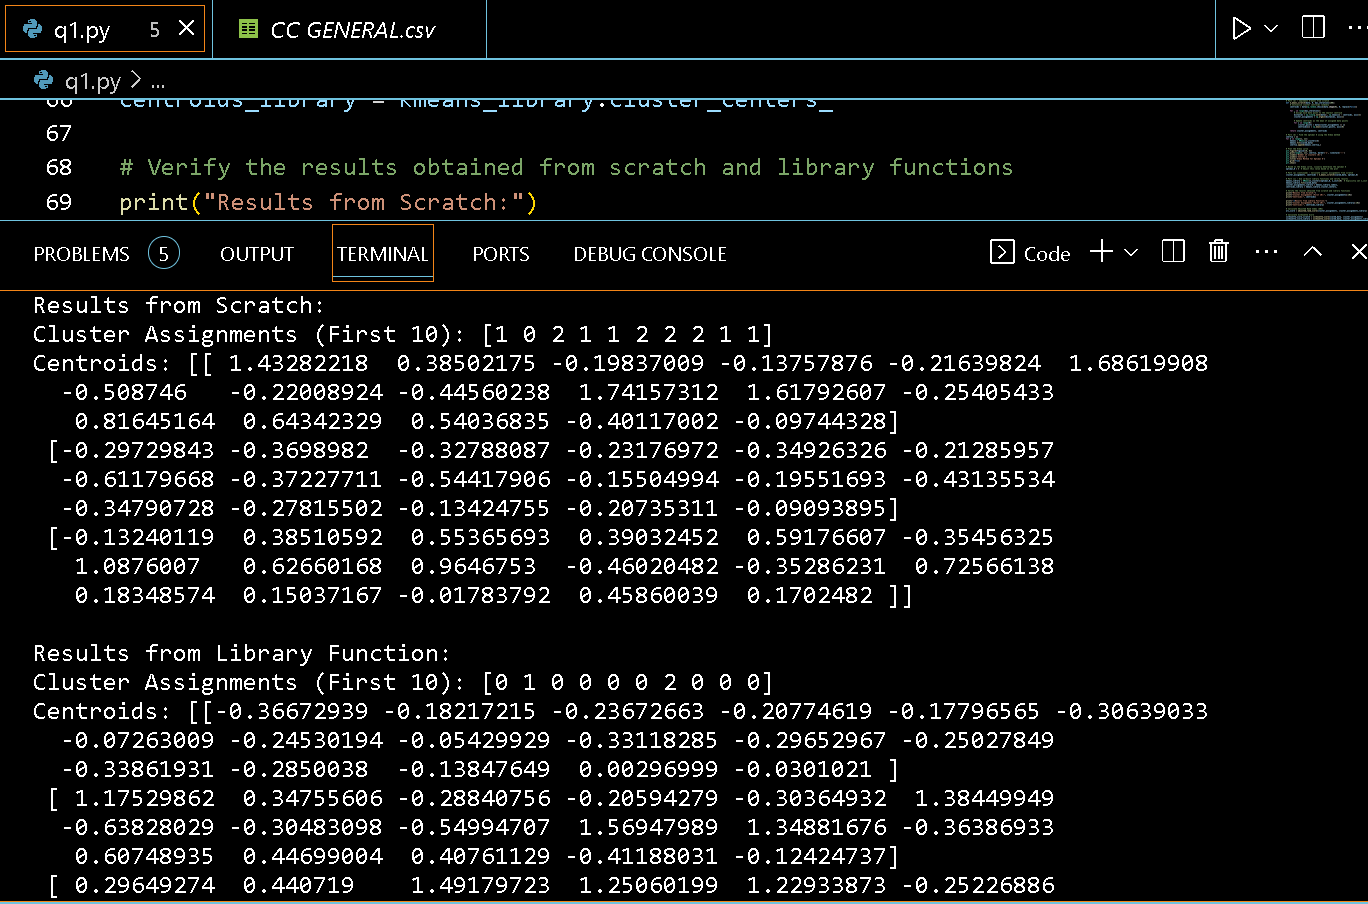 q1.py 5 CC GENERAL.csv
q1.py > ...
66 centroids_library = kmeans_library.cluster_centers_
67
68 # Verify the results obtained from scratch and library functions
69 print("Results from Scratch:")
PROBLEMS 5 OUTPUT TERMINAL PORTS DEBUG CONSOLE Code
Results from Scratch:
Cluster Assignments (First 10): [1 0 2 1 1 2 2 2 1 1]
Centroids: [[ 1.43282218  0.38502175 -0.19837009 -0.13757876 -0.21639824  1.68619908
  -0.508746   -0.22008924 -0.44560238  1.74157312  1.61792607 -0.25405433
   0.81645164  0.64342329  0.54036835 -0.40117002 -0.09744328]
 [-0.29729843 -0.3698982  -0.32788087 -0.23176972 -0.34926326 -0.21285957
  -0.61179668 -0.37227711 -0.54417906 -0.15504994 -0.19551693 -0.43135534
  -0.34790728 -0.27815502 -0.13424755 -0.20735311 -0.09093895]
 [-0.13240119  0.38510592  0.55365693  0.39032452  0.59176607 -0.35456325
   1.0876007   0.62660168  0.9646753  -0.46020482 -0.35286231  0.72566138
   0.18348574  0.15037167 -0.01783792  0.45860039  0.1702482 ]]
Results from Library Function:
Cluster Assignments (First 10): [0 1 0 0 0 0 2 0 0 0]
Centroids: [[-0.36672939 -0.18217215 -0.23672663 -0.20774619 -0.17796565 -0.30639033
  -0.07263009 -0.24530194 -0.05429929 -0.33118285 -0.29652967 -0.25027849
  -0.33861931 -0.2850038  -0.13847649  0.00296999 -0.0301021 ]
 [ 1.17529862  0.34755606 -0.28840756 -0.20594279 -0.30364932  1.38449949
  -0.63828029 -0.30483098 -0.54994707  1.56947989  1.34881676 -0.36386933
   0.60748935  0.44699004  0.40761129 -0.41188031 -0.12424737]
 [ 0.29649274  0.440719    1.49179723  1.25060199  1.22933873 -0.25226886